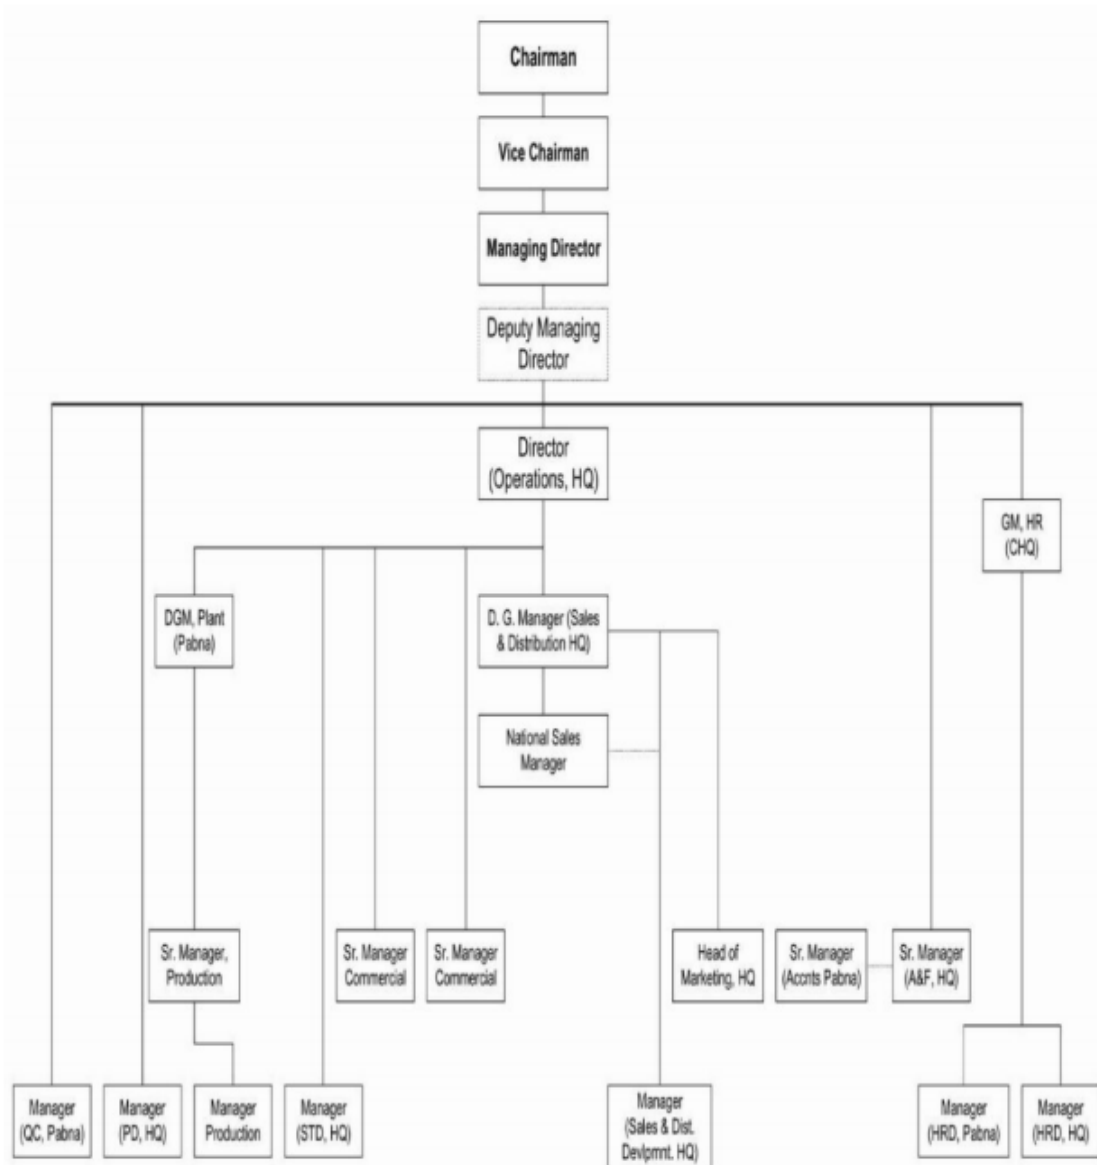 Chairman
Vice Chairman
Managing Director
Deputy Managing
Director
Director
(Operations, HQ)
GM, HR
(CHQ)
DGM, Plant
(Pabna)
D. G. Manager (Sales
& Distribution HQ)
National Sales
Manager
Sr. Manager,
Production
Sr. Manager
Commercial
Sr. Manager
Commercial
Head of
Marketing, HQ
Sr. Manager
(Accnts Pabna)
Sr. Manager
(A&F, HQ)
Manager
(QC, Pabna)
Manager
(PD, HQ)
Manager
Production
Manager
(STD, HQ)
Manager
(Sales & Dist.
Devlpmnt. HQ)
Manager
(HRD, Pabna)
Manager
(HRD, HQ)